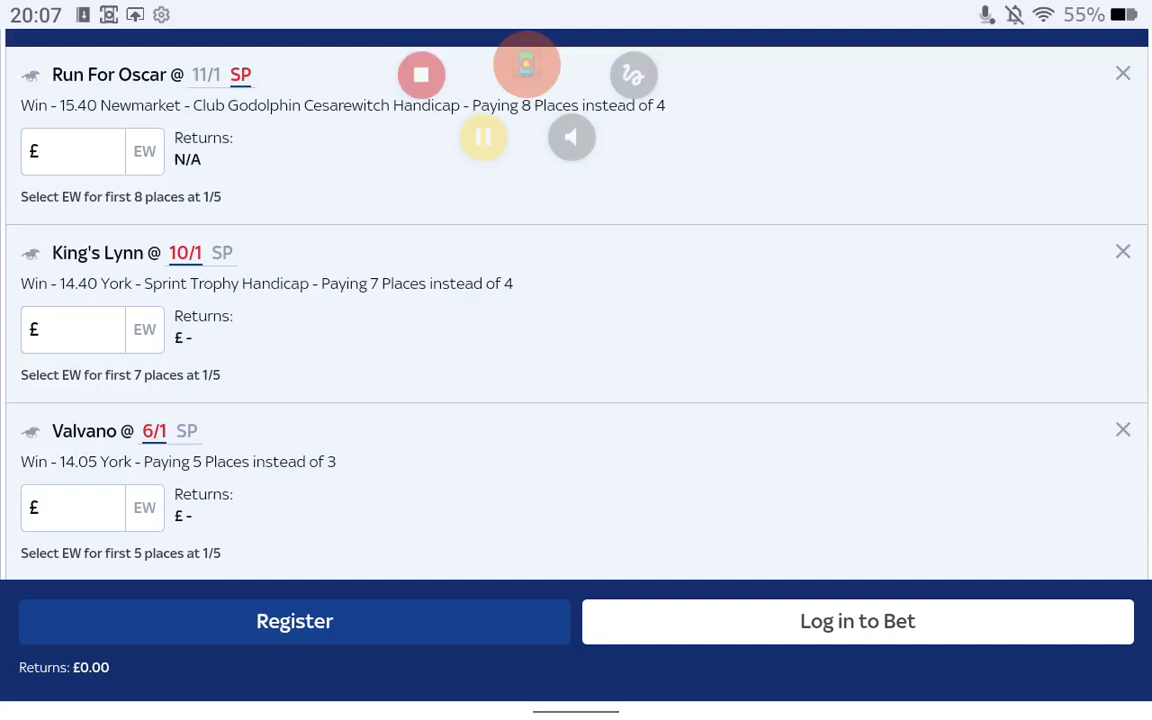 20:07 55%
Run For Oscar @ 11/1 SP
Win - 15.40 Newmarket - Club Godolphin Cesarewitch Handicap - Paying 8 Places instead of 4
£ EW Returns:
N/A
Select EW for first 8 places at 1/5
King's Lynn @ 10/1 SP
Win - 14.40 York - Sprint Trophy Handicap - Paying 7 Places instead of 4
£ EW Returns:
£ -
Select EW for first 7 places at 1/5
Valvano @ 6/1 SP
Win - 14.05 York - Paying 5 Places instead of 3
£ EW Returns:
£ -
Select EW for first 5 places at 1/5
Register Log in to Bet
Returns: £0.00